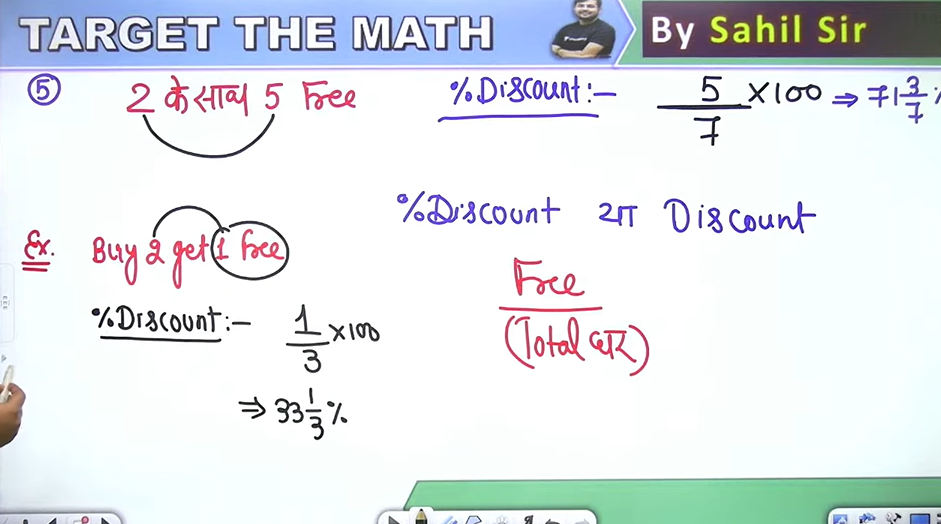 TARGET THE MATH
By Sahil Sir
⑤ 2 के साथ 5 Free
% Discount :- 5/7 ×100 ⇒ 71 3/7 %
% Discount या Discount
Ex. Buy 2 get 1 Free
Free
(Total)
% Discount :- 1/3 ×100
⇒ 33 1/3 %